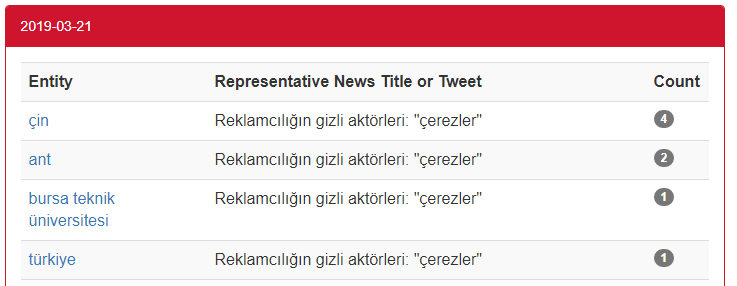 2019-03-21
Entity Representative News Title or Tweet Count
çin Reklamcılığın gizli aktörleri: "çerezler" 4
ant Reklamcılığın gizli aktörleri: "çerezler" 2
bursa teknik Reklamcılığın gizli aktörleri: "çerezler" 1
üniversitesi
türkiye Reklamcılığın gizli aktörleri: "çerezler" 1